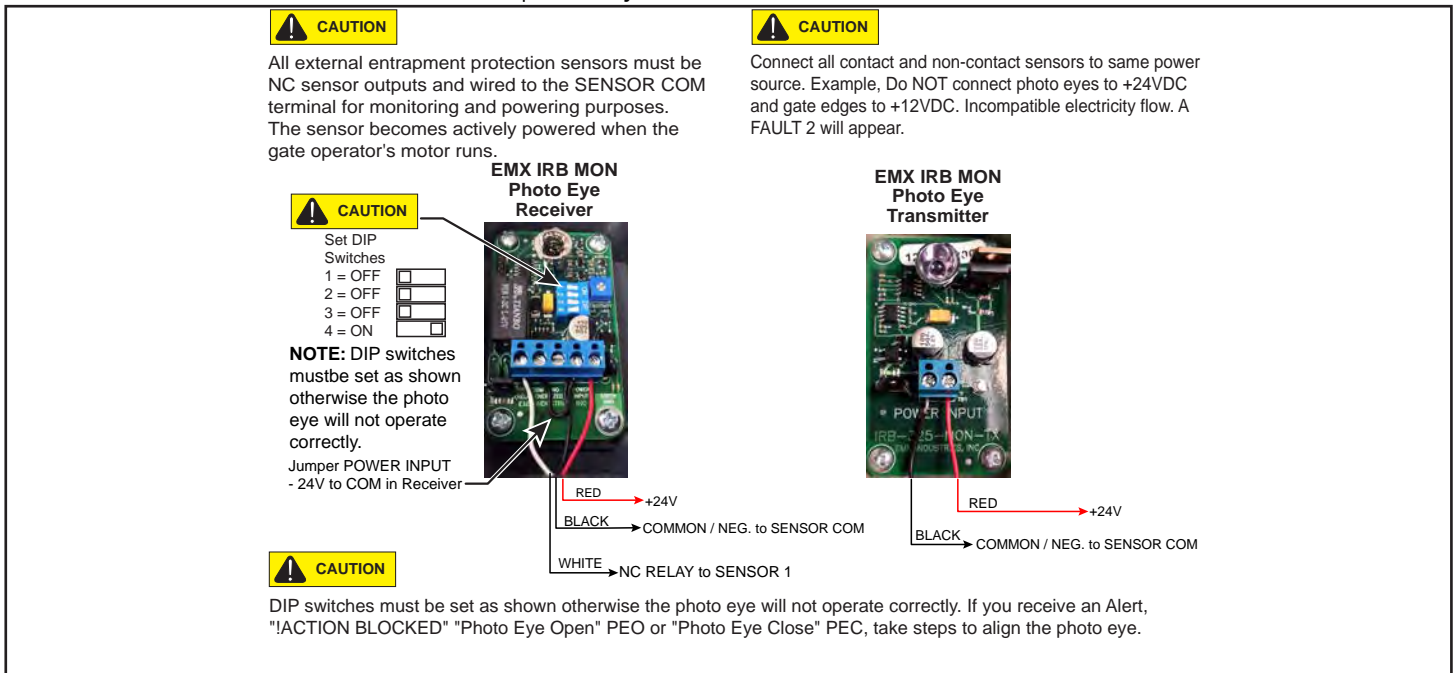 CAUTION
All external entrapment protection sensors must be
NC sensor outputs and wired to the SENSOR COM
terminal for monitoring and powering purposes.
The sensor becomes actively powered when the
gate operator's motor runs.
CAUTION
Connect all contact and non-contact sensors to same power
source. Example, Do NOT connect photo eyes to +24VDC
and gate edges to +12VDC. Incompatible electricity flow. A
FAULT 2 will appear.
EMX IRB MON
Photo Eye
Receiver
CAUTION
Set DIP
Switches
1 = OFF
2 = OFF
3 = OFF
4 = ON
NOTE: DIP switches
mustbe set as shown
otherwise the photo
eye will not operate
correctly.
Jumper POWER INPUT
- 24V to COM in Receiver
RED
+24V
BLACK
COMMON / NEG. to SENSOR COM
WHITE
NC RELAY to SENSOR 1
EMX IRB MON
Photo Eye
Transmitter
POWER INPUT
IRB-325-MON-TX
EMX INDUSTRIES, INC.
RED
+24V
BLACK
COMMON / NEG. to SENSOR COM
CAUTION
DIP switches must be set as shown otherwise the photo eye will not operate correctly. If you receive an Alert,
"!ACTION BLOCKED" "Photo Eye Open" PEO or "Photo Eye Close" PEC, take steps to align the photo eye.